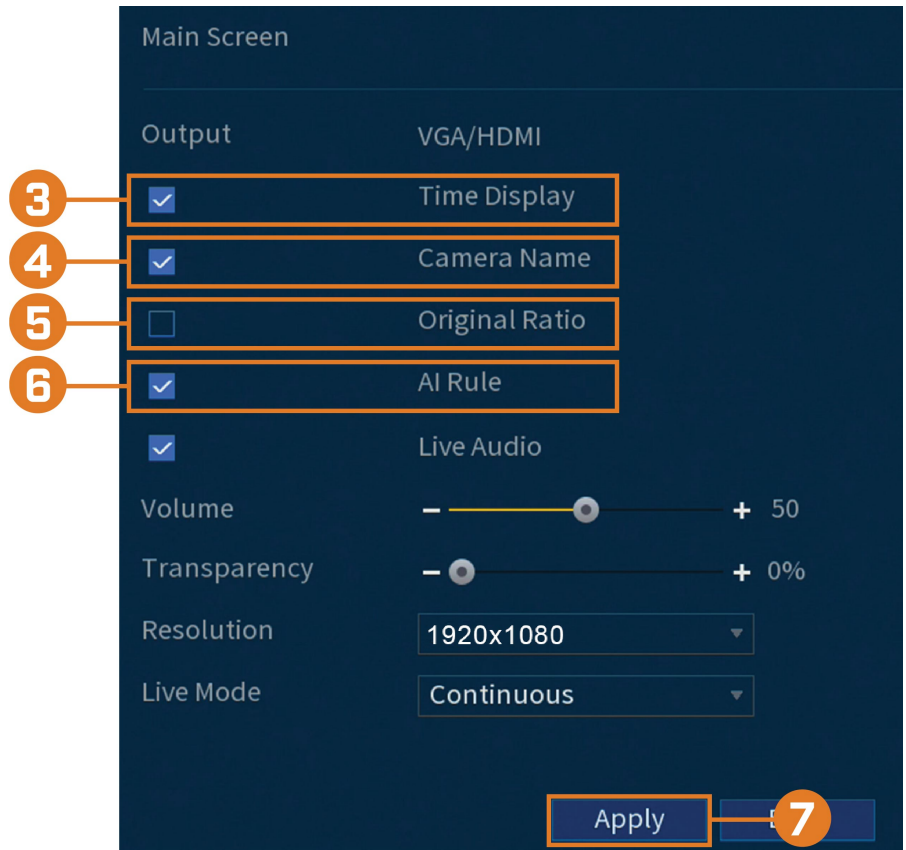 Main Screen
Output VGA/HDMI
3 Time Display
4 Camera Name
5 Original Ratio
6 AI Rule
Live Audio
Volume - + 50
Transparency - + 0%
Resolution 1920x1080
Live Mode Continuous
Apply 7